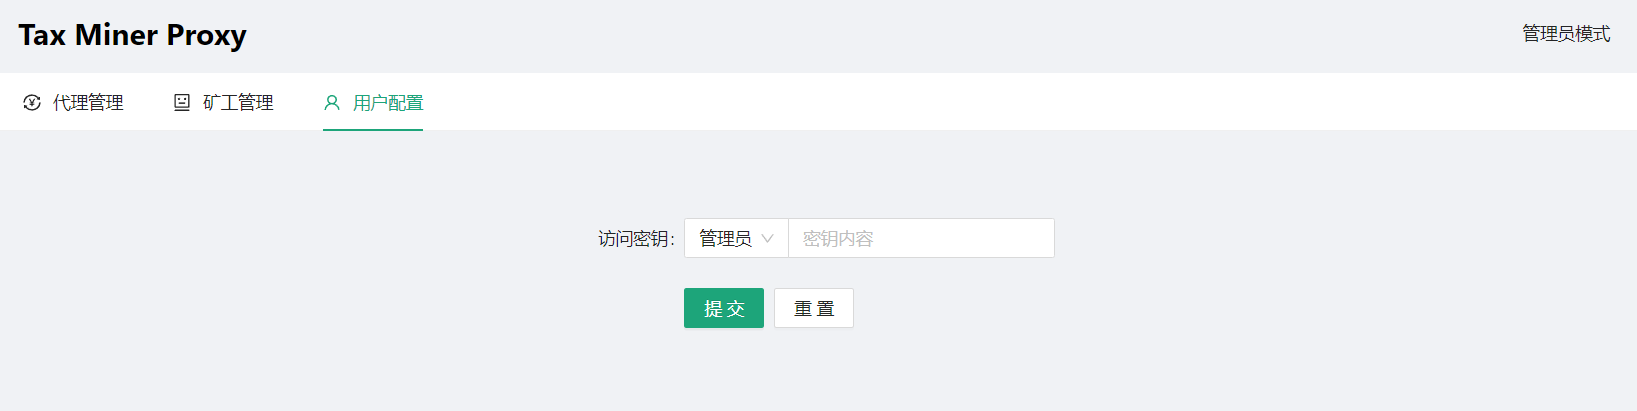 Tax Miner Proxy
管理员模式
代理管理 矿工管理 用户配置
访问密钥: 管理员 密钥内容
提 交 重 置